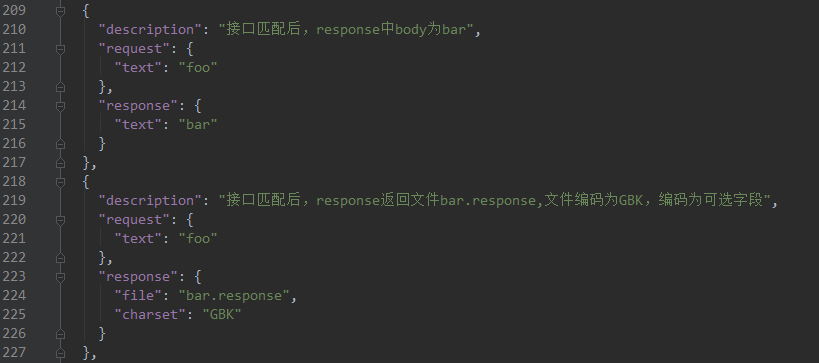 209 {
210 "description": "接口匹配后，response中body为bar",
211 "request": {
212 "text": "foo"
213 },
214 "response": {
215 "text": "bar"
216 }
217 },
218 {
219 "description": "接口匹配后，response返回文件bar.response,文件编码为GBK，编码为可选字段",
220 "request": {
221 "text": "foo"
222 },
223 "response": {
224 "file": "bar.response",
225 "charset": "GBK"
226 }
227 },